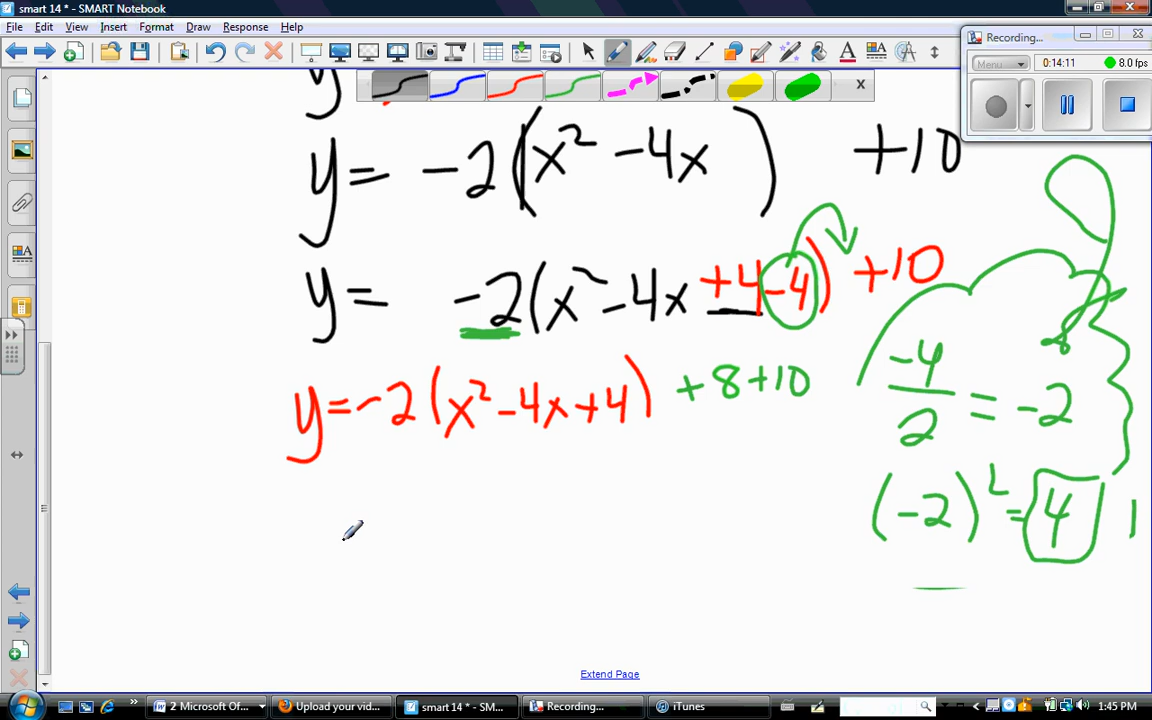 smart 14 * - SMART Notebook
File Edit View Insert Format Draw Response Help
Recording...
Menu 0:14:11 8.0 fps
y
y = -2(x² -4x ) +10
y = -2(x² -4x +4 -4) +10
y = -2(x² -4x +4) +8 +10
-4/2 = -2
(-2)² = 4
Extend Page
2 Microsoft Of... Upload your vid... smart 14 * - SM... Recording... iTunes 1:45 PM